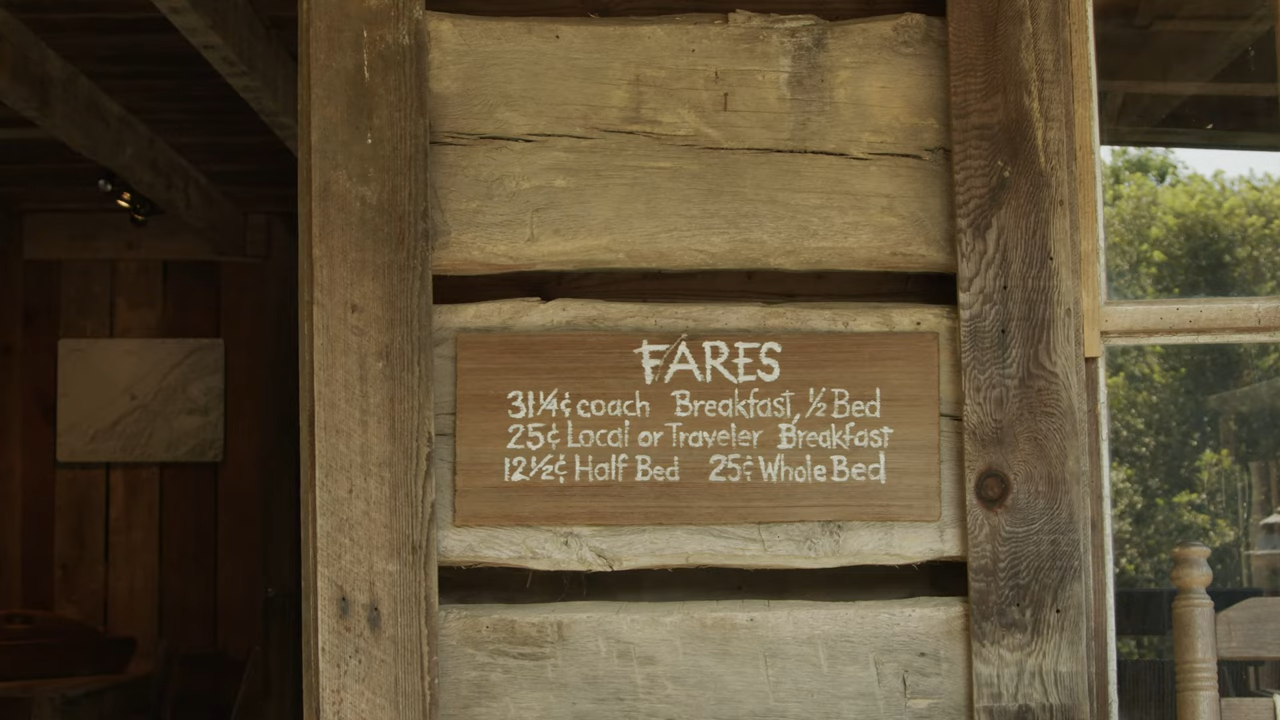 FARES
31¼¢ coach Breakfast, ½ Bed
25¢ Local or Traveler Breakfast
12½¢ Half Bed 25¢ Whole Bed